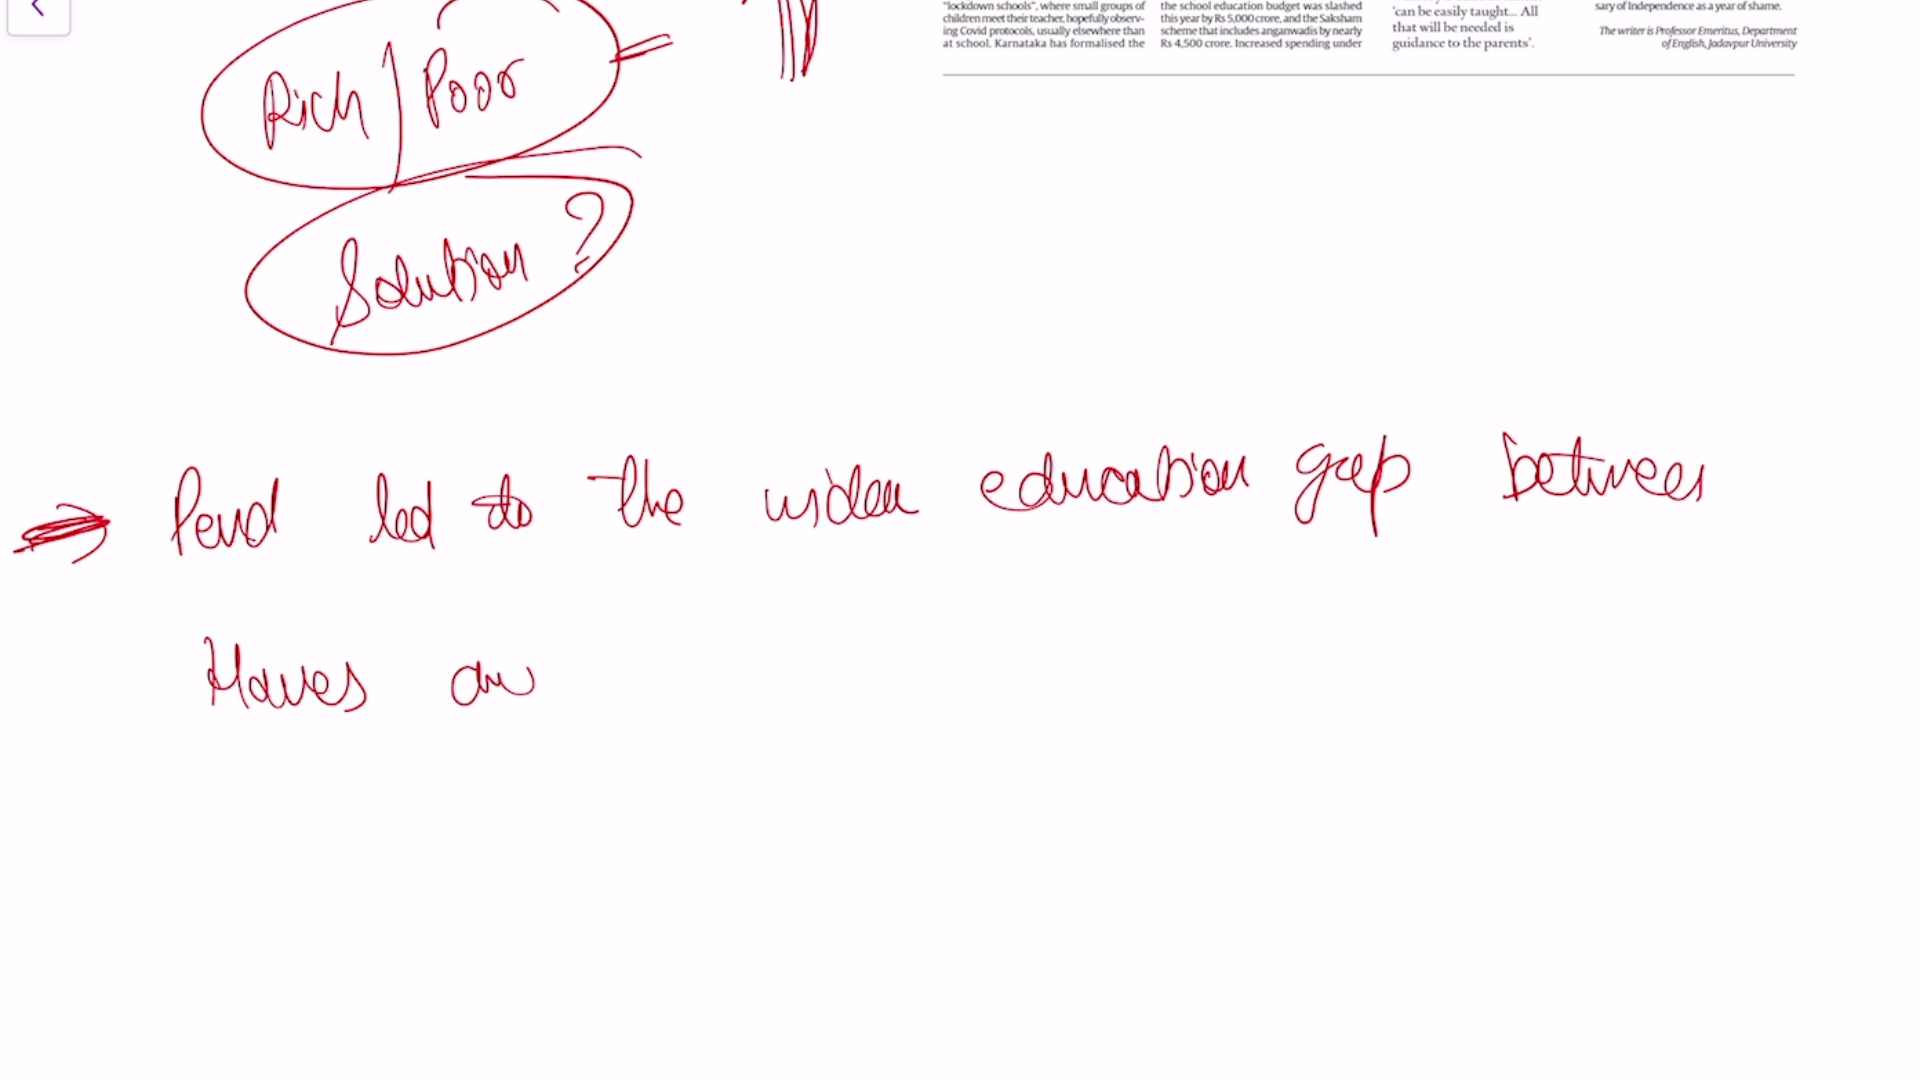 Rich | Poor
Solution ?
"lockdown schools", where small groups of
children meet their teacher, hopefully observ-
ing Covid protocols, usually elsewhere than
at school. Karnataka has formalised the
the school education budget was slashed
this year by Rs 5,000 crore, and the Saksham
scheme that includes anganwadis by nearly
Rs 4,500 crore. Increased spending under
'can be easily taught... All
that will be needed is
guidance to the parents'.
sary of Independence as a year of shame.
The writer is Professor Emeritus, Department
of English, Jadavpur University
led to the widen education gap between
Haves an